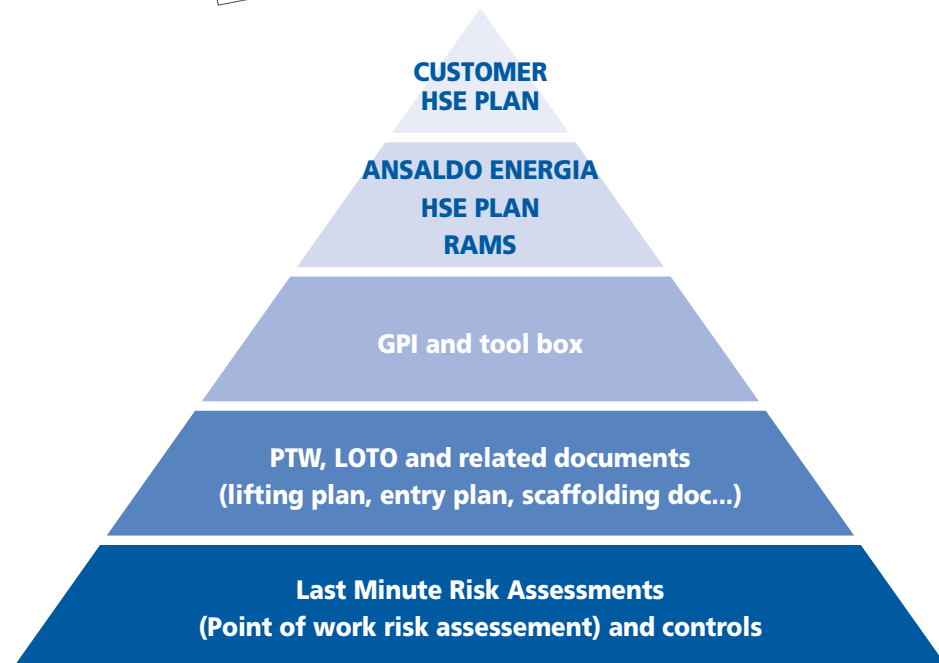 CUSTOMER
HSE PLAN
ANSALDO ENERGIA
HSE PLAN
RAMS
GPI and tool box
PTW, LOTO and related documents
(lifting plan, entry plan, scaffolding doc...)
Last Minute Risk Assessments
(Point of work risk assessement) and controls